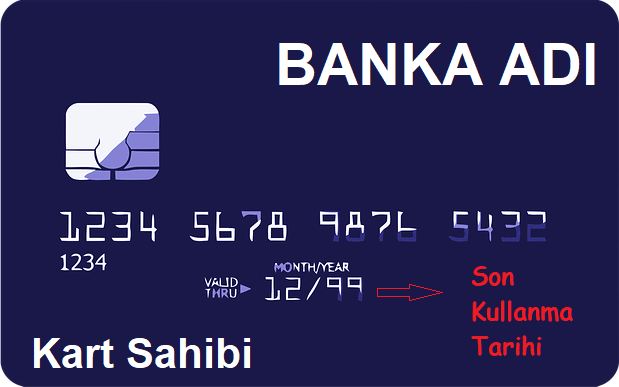 BANKA ADI
1234 5678 9876 5432
1234
MONTH/YEAR
VALID THRU 12/99
Son
Kullanma
Tarihi
Kart Sahibi